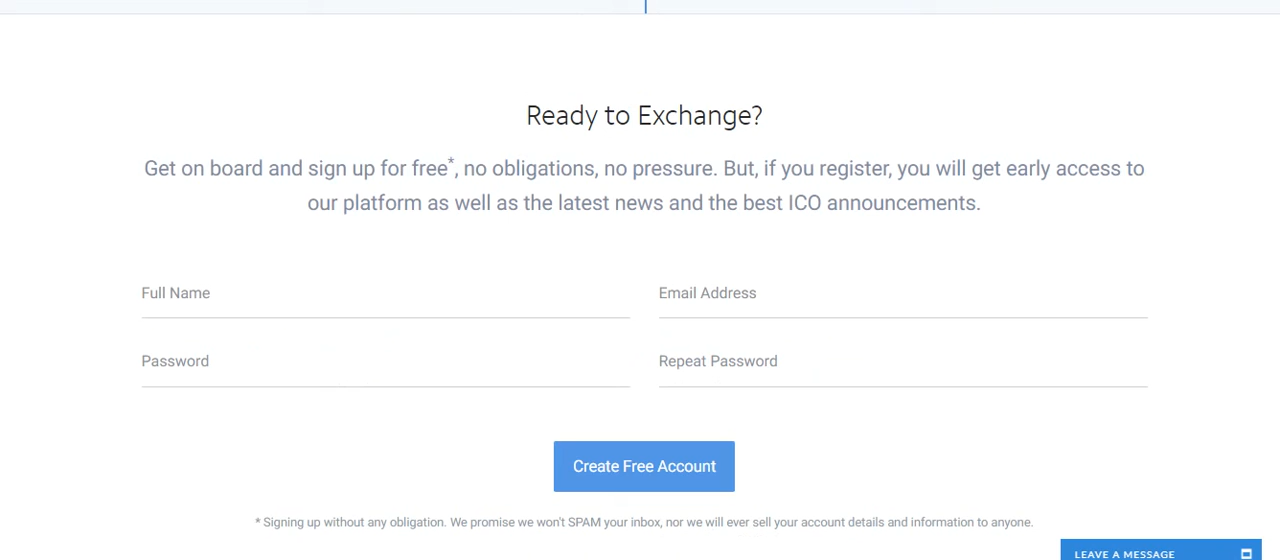 Ready to Exchange?
Get on board and sign up for free*, no obligations, no pressure. But, if you register, you will get early access to
our platform as well as the latest news and the best ICO announcements.
Full Name
Email Address
Password
Repeat Password
Create Free Account
* Signing up without any obligation. We promise we won't SPAM your inbox, nor we will ever sell your account details and information to anyone.
LEAVE A MESSAGE